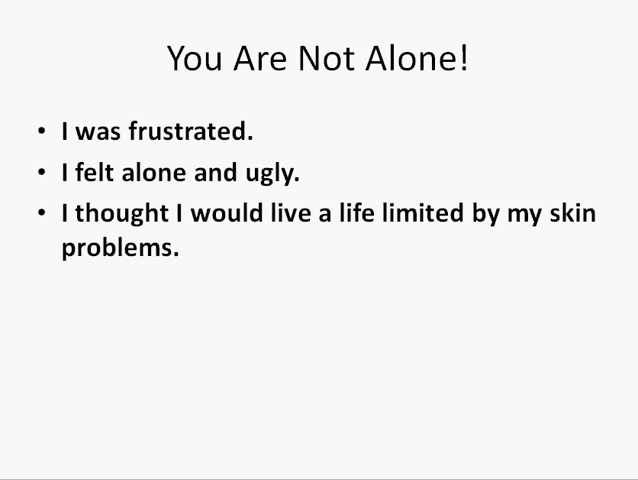 You Are Not Alone!
• I was frustrated.
• I felt alone and ugly.
• I thought I would live a life limited by my skin
problems.